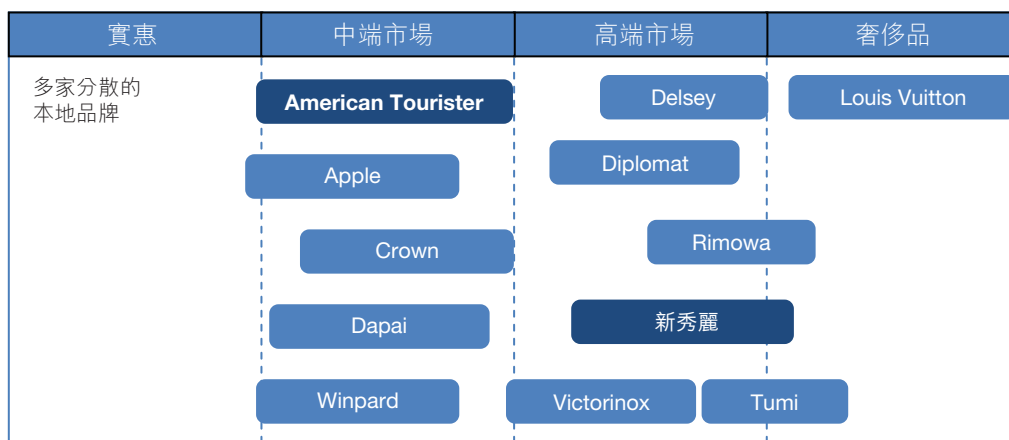 實惠
中端市場
高端市場
奢侈品
多家分散的
本地品牌
American Tourister
Delsey
Louis Vuitton
Apple
Diplomat
Crown
Rimowa
Dapai
新秀麗
Winpard
Victorinox
Tumi